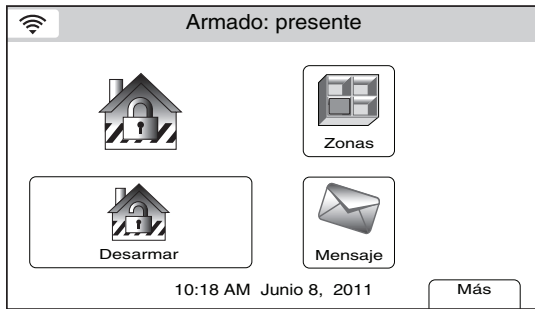 Armado: presente
Zonas
Desarmar
Mensaje
10:18 AM Junio 8, 2011
Más